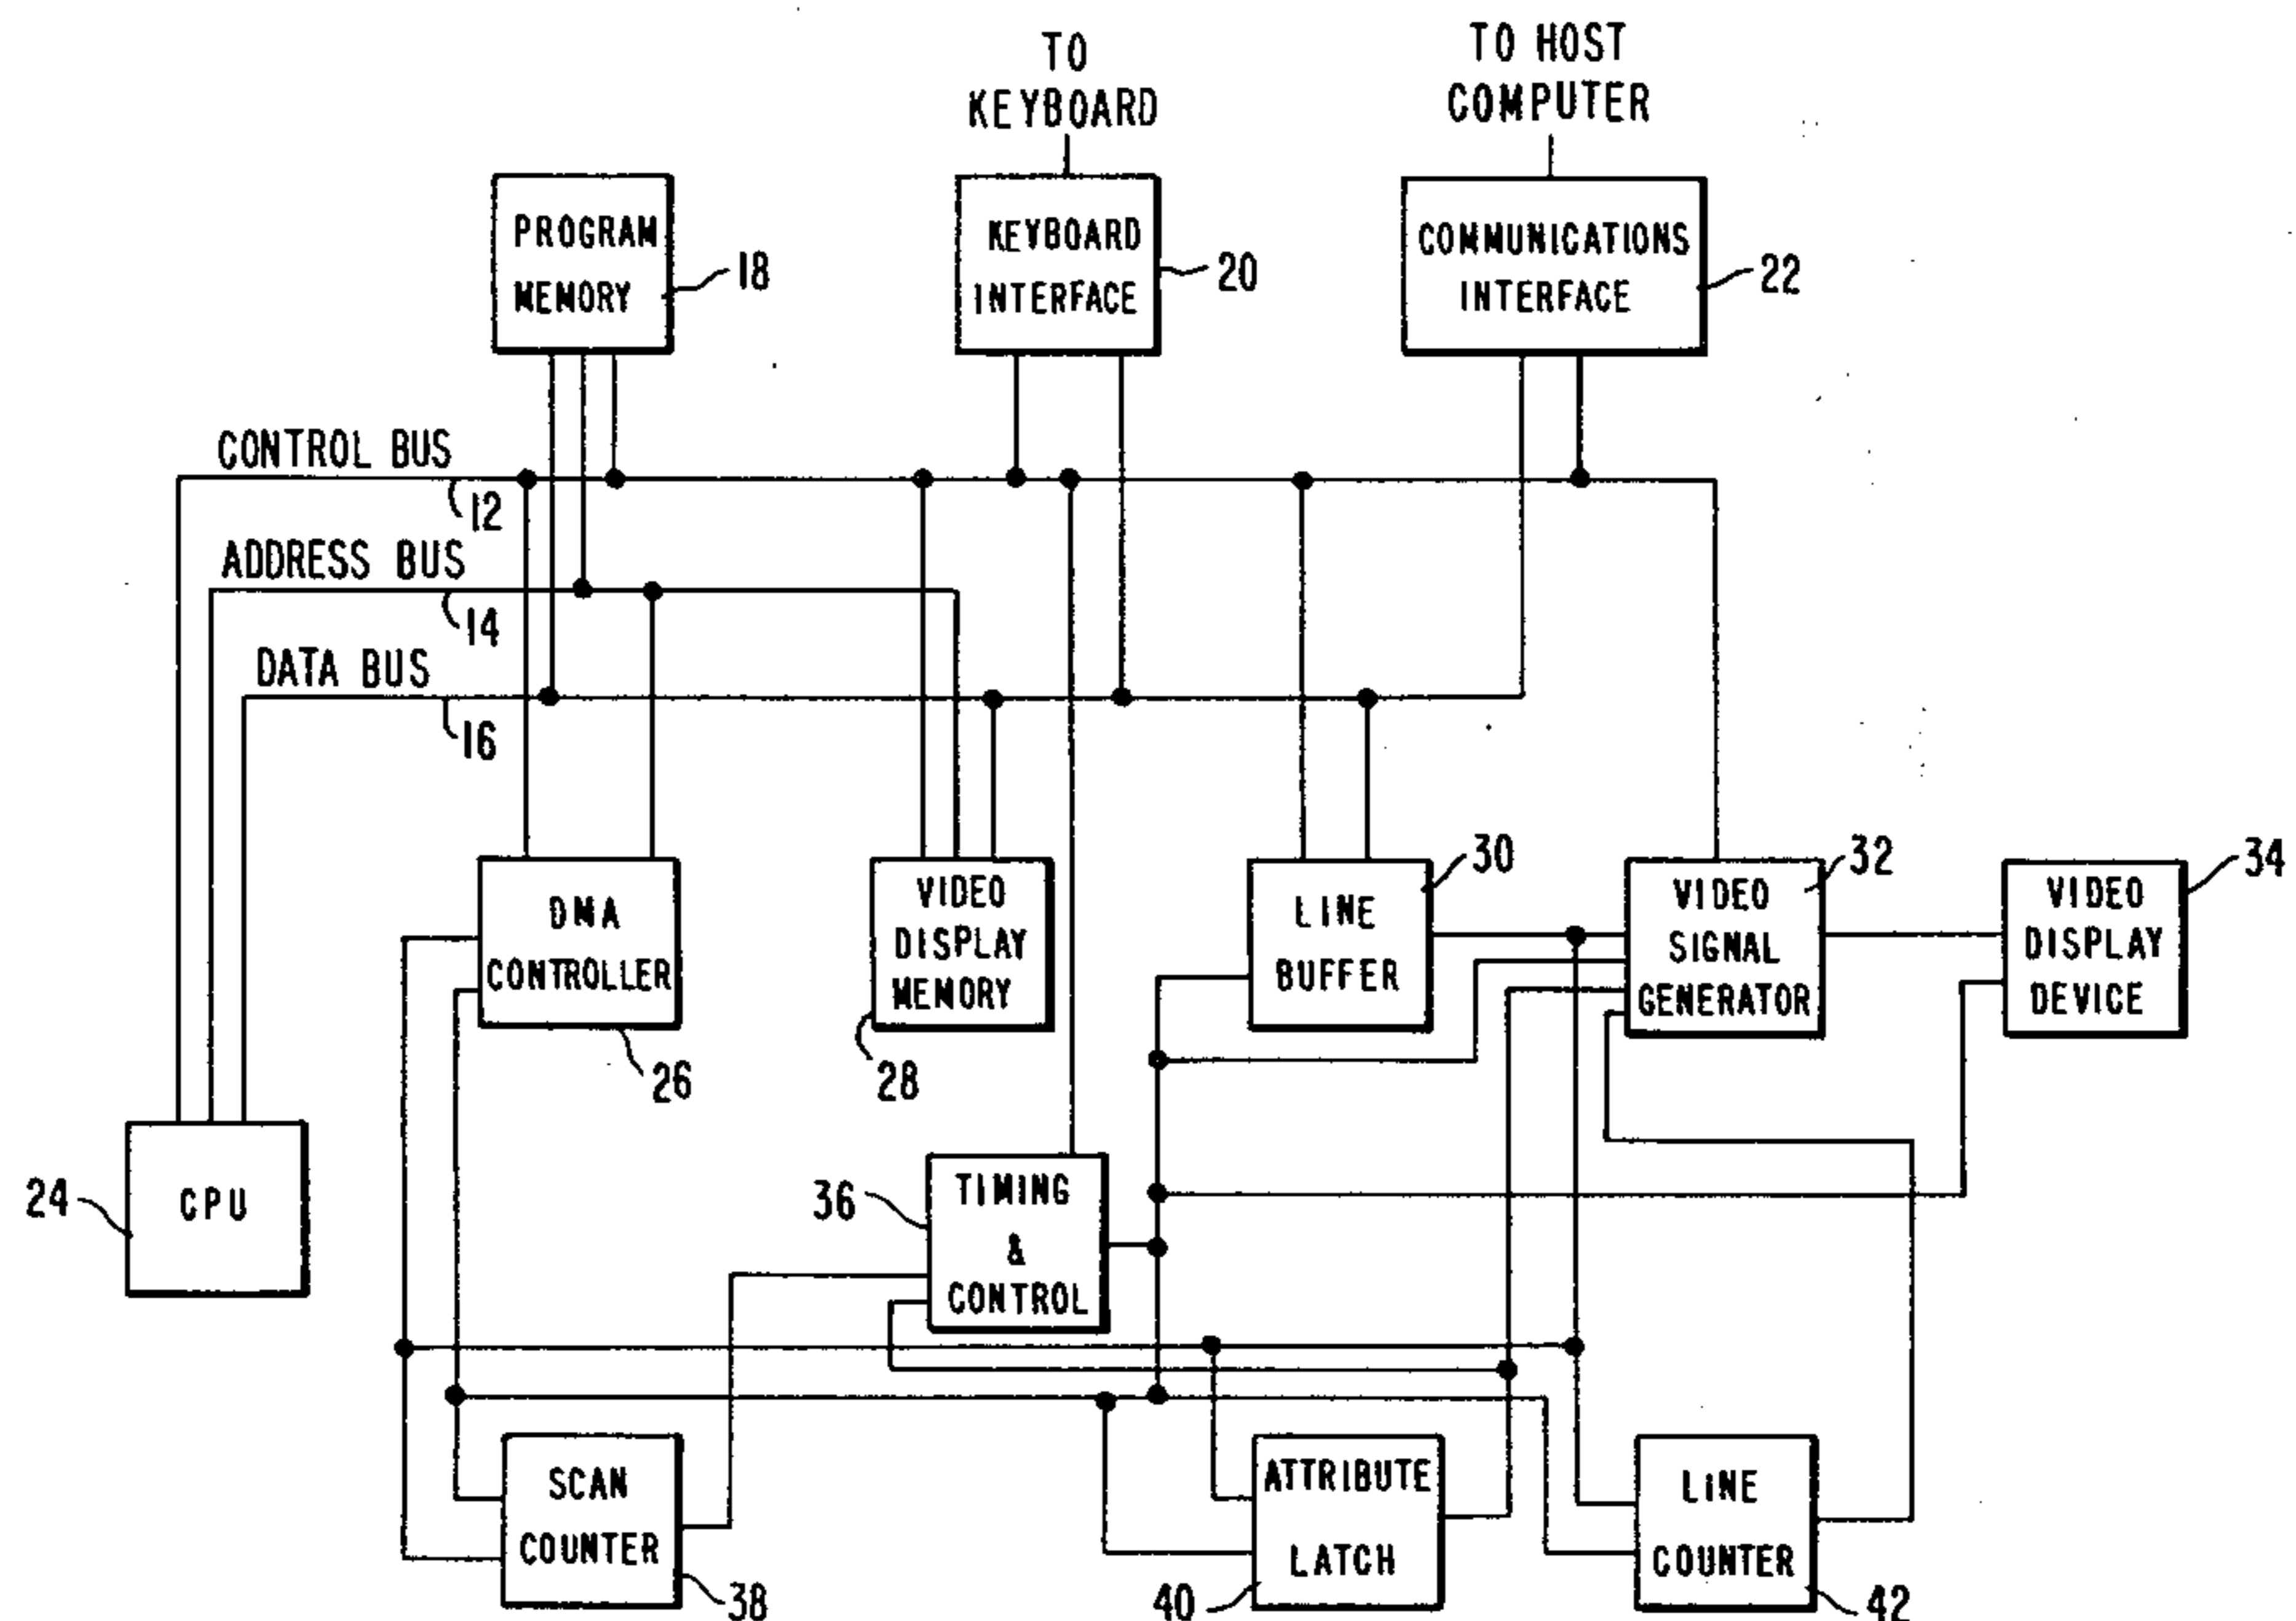 TO
KEYBOARD
TO HOST
COMPUTER
PROGRAM
MEMORY
18
KEYBOARD
INTERFACE
20
COMMUNICATIONS
INTERFACE
22
CONTROL BUS
12
ADDRESS BUS
14
DATA BUS
16
DMA
CONTROLLER
26
VIDEO
DISPLAY
MEMORY
28
LINE
BUFFER
30
VIDEO
SIGNAL
GENERATOR
32
VIDEO
DISPLAY
DEVICE
34
CPU
24
TIMING
&
CONTROL
36
SCAN
COUNTER
38
ATTRIBUTE
LATCH
40
LINE
COUNTER
42